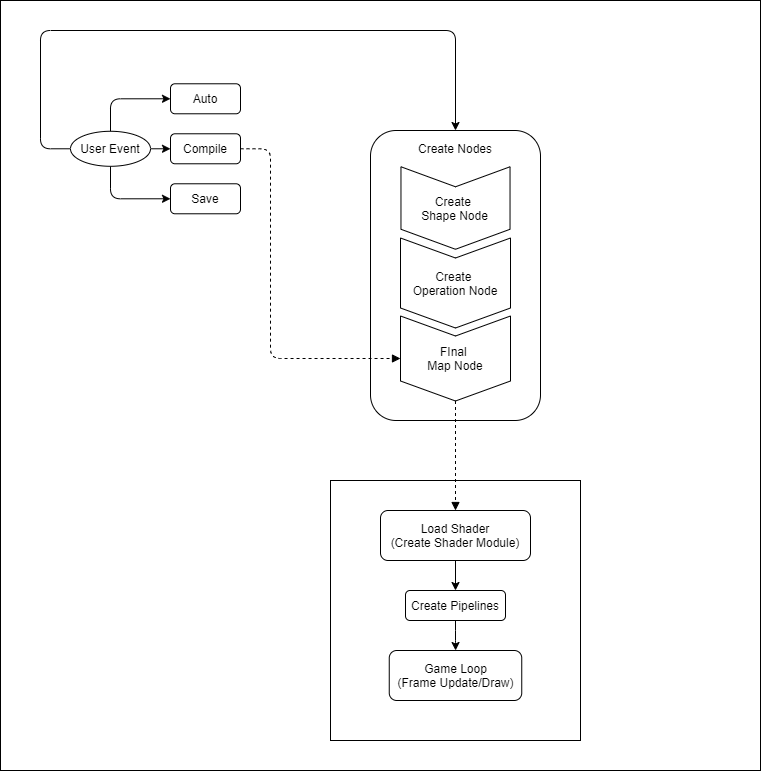 Auto
User Event
Compile
Save
Create Nodes
Create
Shape Node
Create
Operation Node
FInal
Map Node
Load Shader
(Create Shader Module)
Create Pipelines
Game Loop
(Frame Update/Draw)